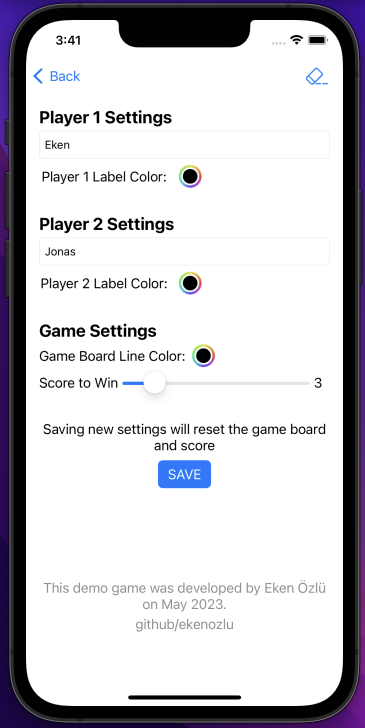 3:41
Back
Player 1 Settings
Eken
Player 1 Label Color:
Player 2 Settings
Jonas
Player 2 Label Color:
Game Settings
Game Board Line Color:
Score to Win 3
Saving new settings will reset the game board
and score
SAVE
This demo game was developed by Eken Özlü
on May 2023.
github/ekenozlu